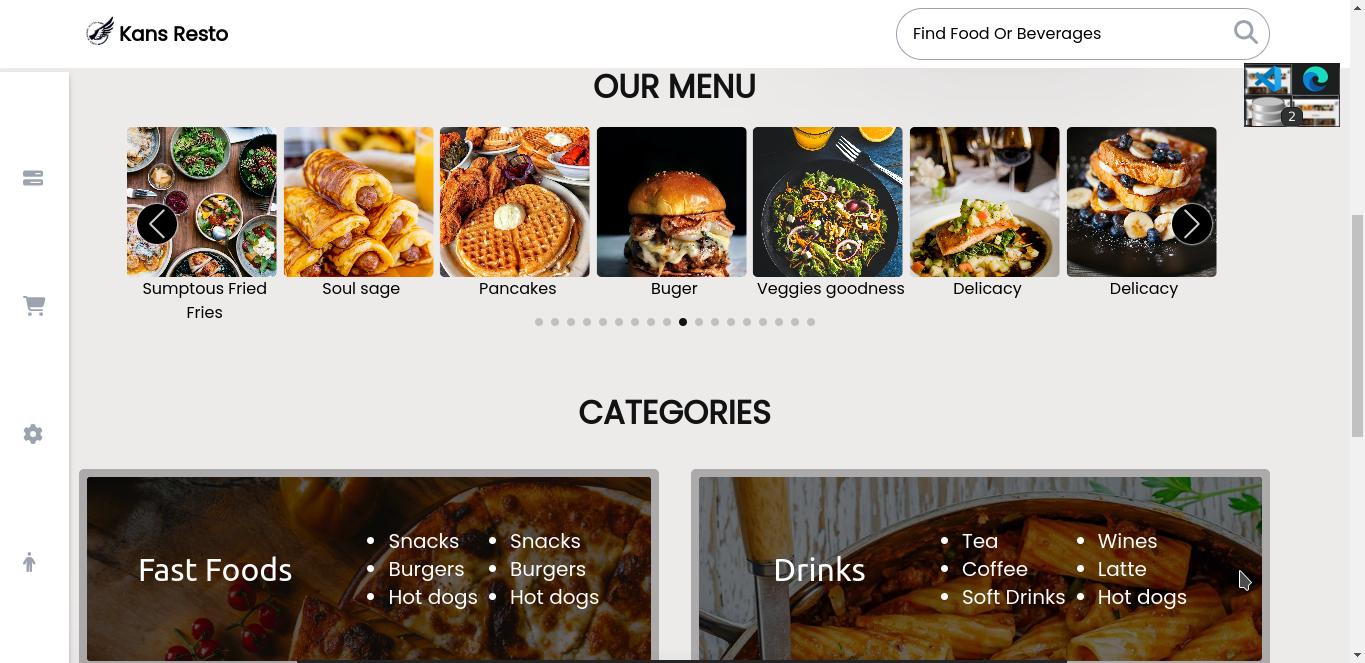 Kans Resto
Find Food Or Beverages
2
OUR MENU
Sumptous Fried
Fries
Soul sage
Pancakes
Buger
Veggies goodness
Delicacy
Delicacy
CATEGORIES
Fast Foods
Snacks
Burgers
Hot dogs
Snacks
Burgers
Hot dogs
Drinks
Tea
Coffee
Soft Drinks
Wines
Latte
Hot dogs